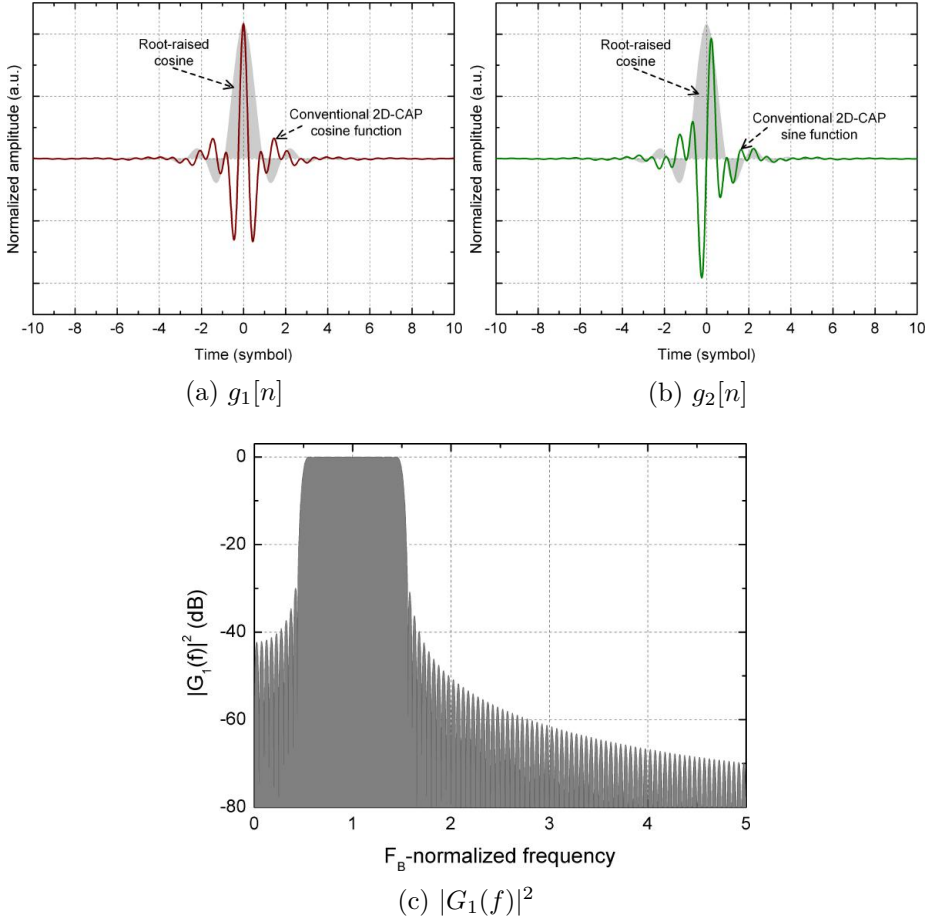 Normalized amplitude (a.u.)
Root-raised
cosine
Conventional 2D-CAP
cosine function
-10 -8 -6 -4 -2 0 2 4 6 8 10
Time (symbol)
(a) g₁[n]
Normalized amplitude (a.u.)
Root-raised
cosine
Conventional 2D-CAP
sine function
-10 -8 -6 -4 -2 0 2 4 6 8 10
Time (symbol)
(b) g₂[n]
|G₁(f)|² (dB)
0
-20
-40
-60
-80
0 1 2 3 4 5
F_B-normalized frequency
(c) |G₁(f)|²